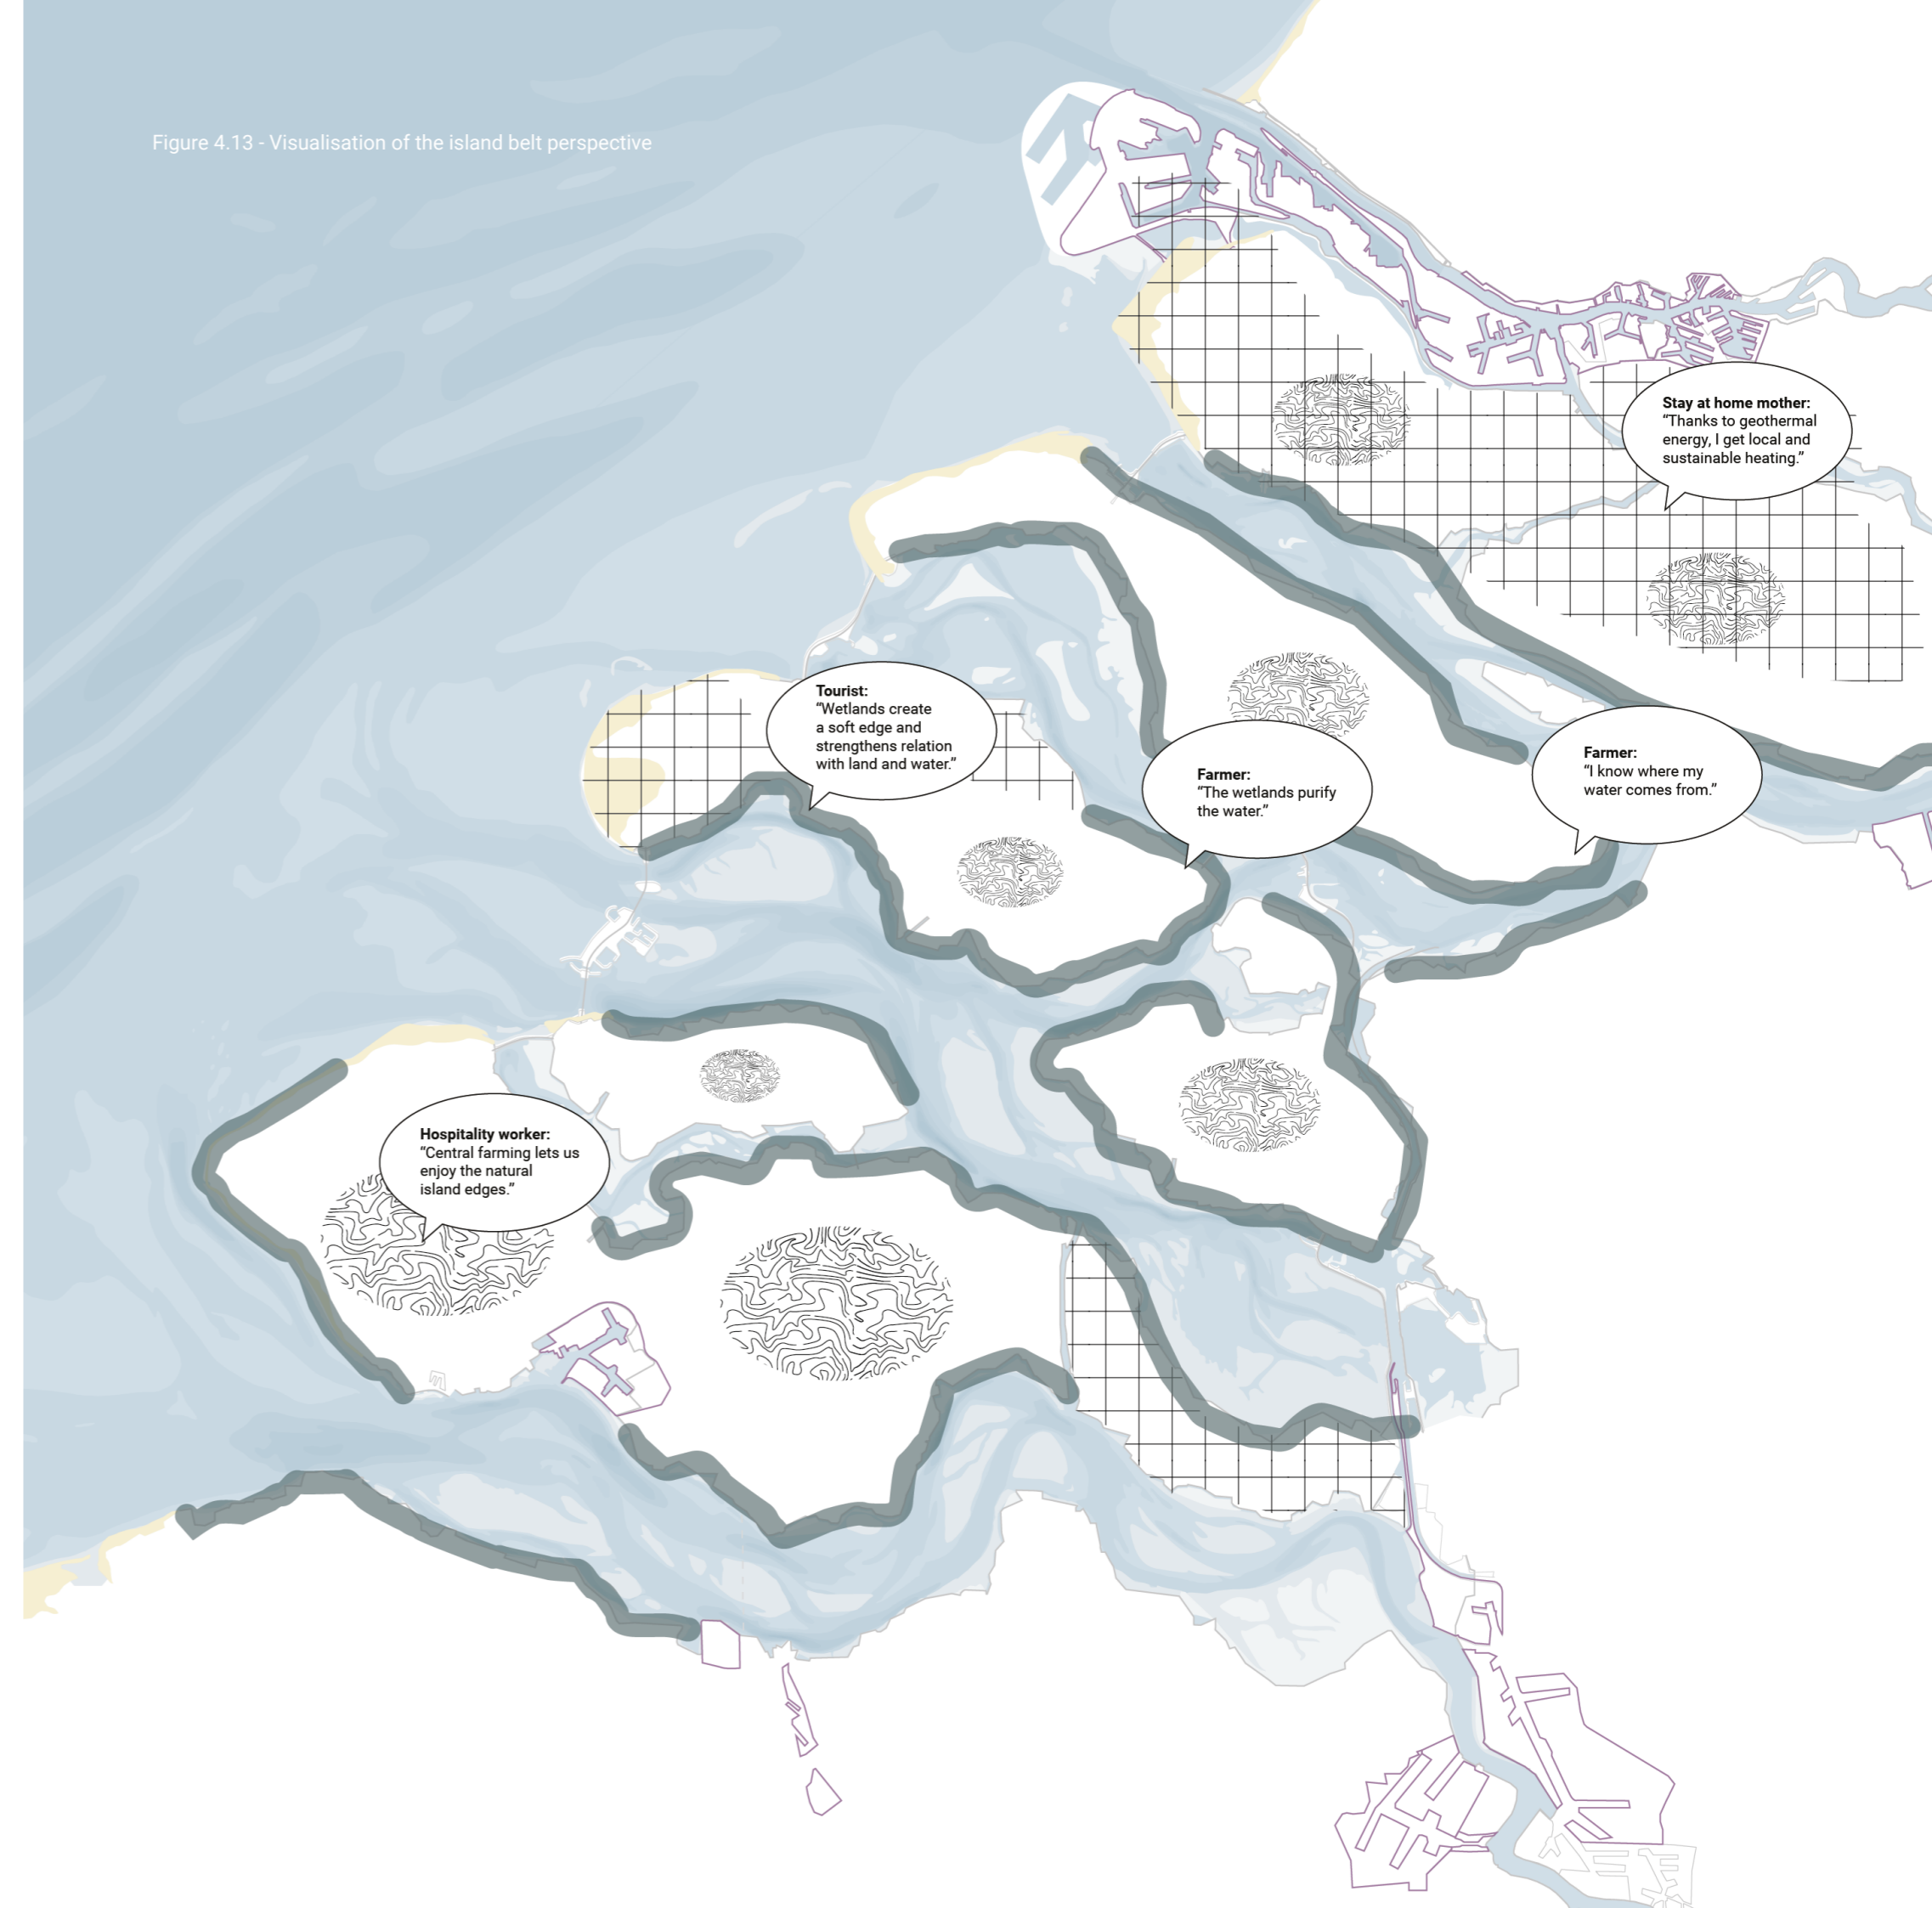 Figure 4.13 - Visualisation of the island belt perspective
Stay at home mother:
“Thanks to geothermal
energy, I get local and
sustainable heating.”
Tourist:
“Wetlands create
a soft edge and
strengthens relation
with land and water.”
Farmer:
“The wetlands purify
the water.”
Farmer:
“I know where my
water comes from.”
Hospitality worker:
“Central farming lets us
enjoy the natural
island edges.”